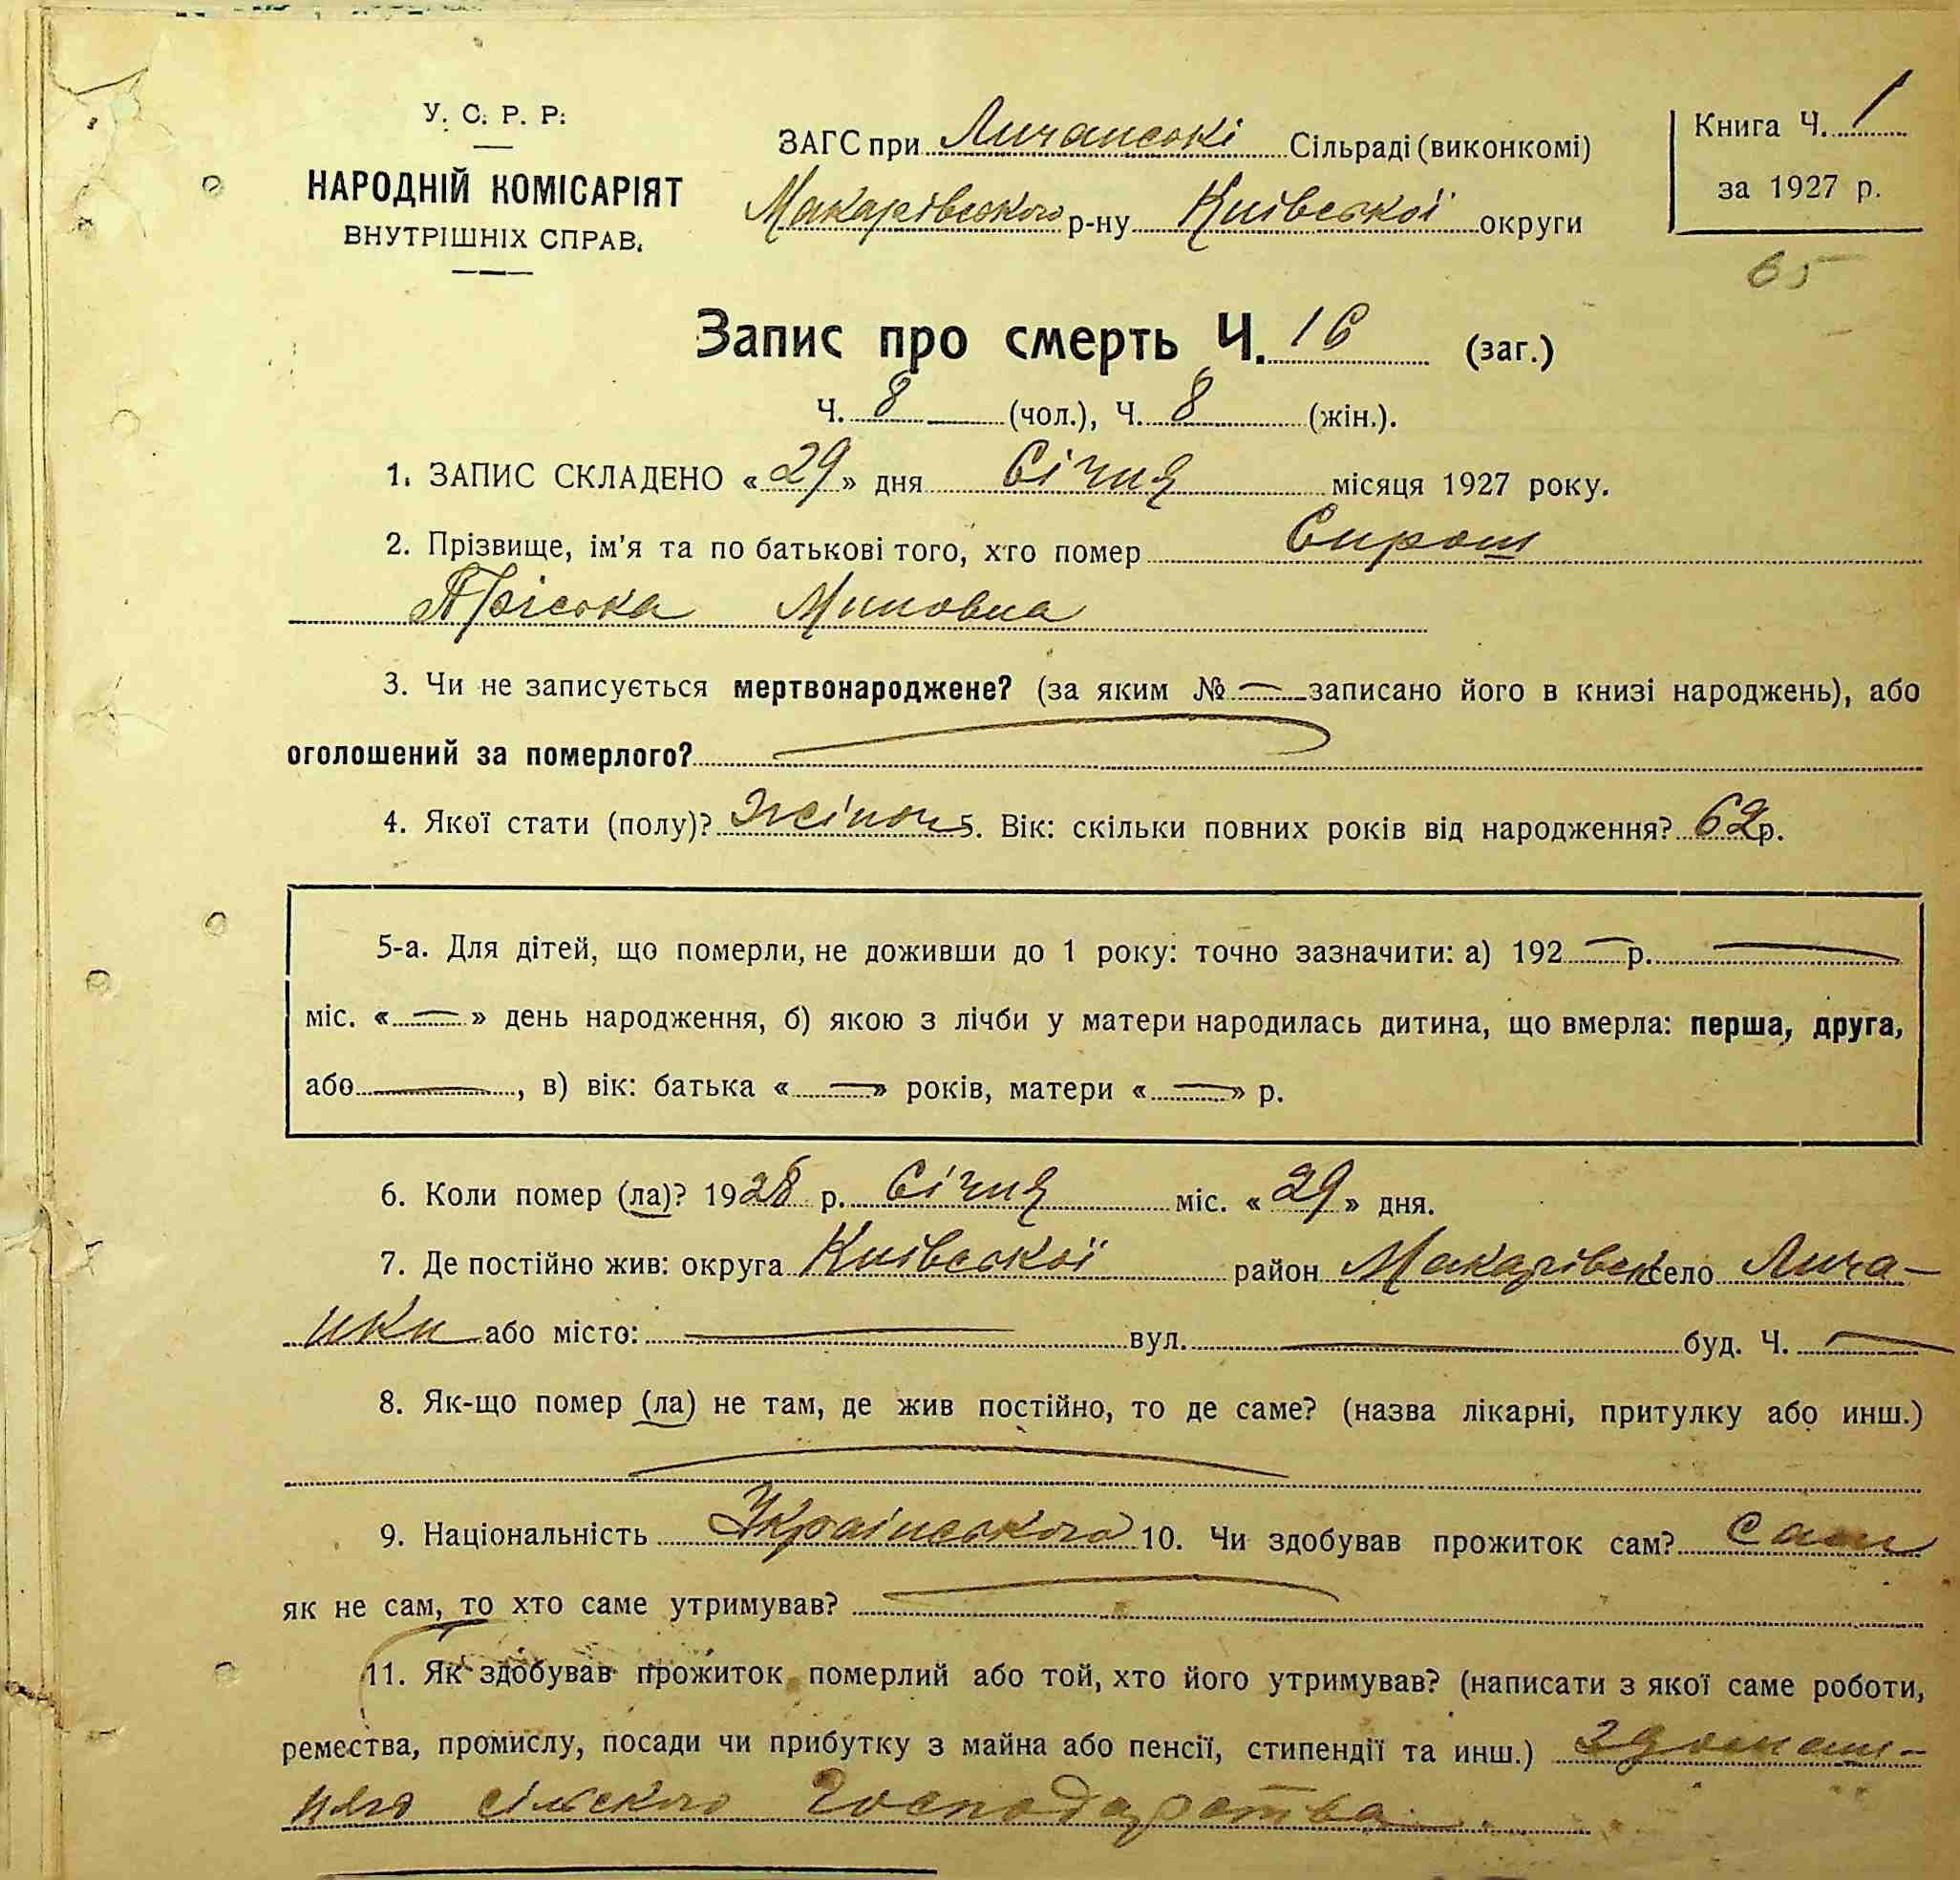 У. С. Р. Р.
НАРОДНІЙ КОМІСАРІЯТ
ВНУТРІШНІХ СПРАВ.
ЗАГС при Личанські Сільраді (виконкомі)
Макарівского р-ну Київської округи
Книга Ч. 1
за 1927 р.
65
Запис про смерть Ч. 16 (заг.)
Ч. 8 (чол.), Ч. 8 (жін.).
1. ЗАПИС СКЛАДЕНО «29» дня Січня місяця 1927 року.
2. Прізвище, ім'я та по батькові того, хто помер Сирош
Пріська Миновна
3. Чи не записується мертвонароджене? (за яким № — записано його в книзі народжень), або
оголошений за померлого?
4. Якої стати (полу)? Жіноч 5. Вік: скільки повних років від народження? 62 р.
5-а. Для дітей, що померли, не доживши до 1 року: точно зазначити: а) 192 — р. —
міс. « — » день народження, б) якою з лічби у матери народилась дитина, що вмерла: перша, друга,
або —, в) вік: батька « — » років, матери « — » р.
6. Коли помер (ла)? 1928 р. Січня міс. «29» дня.
7. Де постійно жив: округа Київської район Макарівськ село Лича-
нки або місто: — вул. — буд. Ч. —
8. Як-що помер (ла) не там, де жив постійно, то де саме? (назва лікарні, притулку або инш.)
9. Національність Украінського 10. Чи здобував прожиток сам? Сам
як не сам, то хто саме утримував? —
11. Як здобував прожиток померлий або той, хто його утримував? (написати з якої саме роботи,
ремества, промислу, посади чи прибутку з майна або пенсії, стипендії та инш.) З домаш-
нього сільского Господарства.